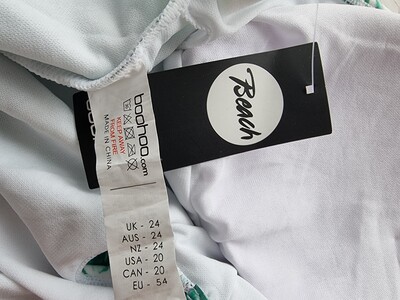 Beach
boohoo.com
KEEP AWAY
FROM FIRE
MADE IN CHINA
UK - 24
AUS - 24
NZ - 24
USA - 20
CAN - 20
EU - 54